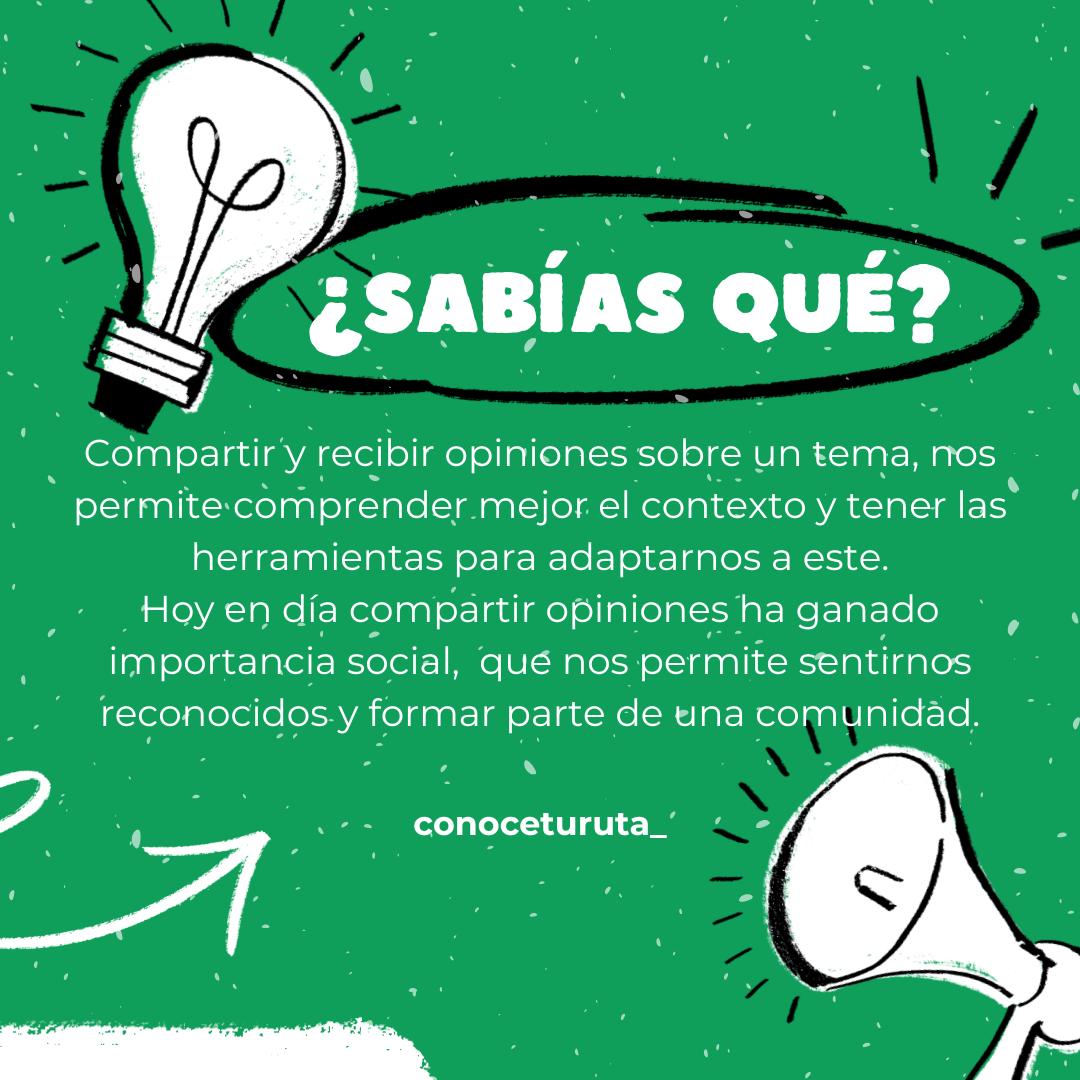 ¿SABÍAS QUÉ?
Compartir y recibir opiniones sobre un tema, nos
permite comprender mejor el contexto y tener las
herramientas para adaptarnos a este.
Hoy en día compartir opiniones ha ganado
importancia social,  que nos permite sentirnos
reconocidos y formar parte de una comunidad.
conoceturuta_